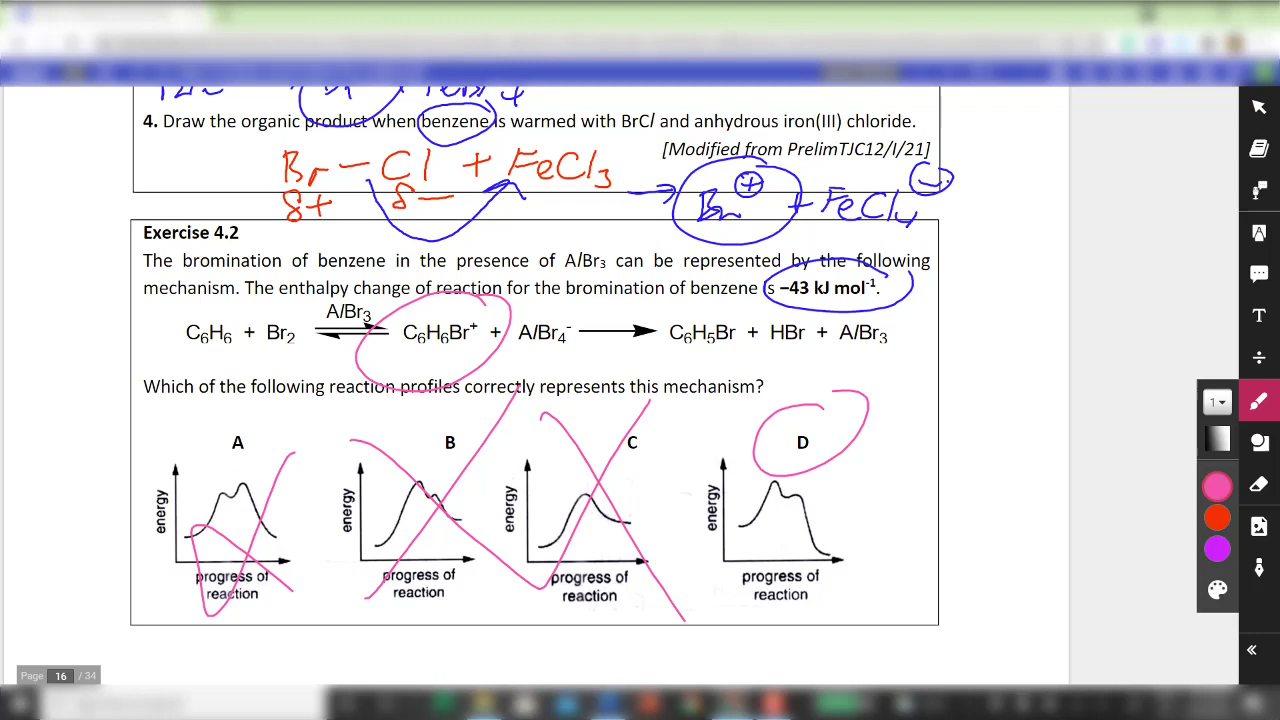 4. Draw the organic product when benzene is warmed with BrCl and anhydrous iron(III) chloride.
[Modified from PrelimTJC12/I/21]
Br — Cl + FeCl3 → Br+ + FeCl4 −
δ+ δ−
Exercise 4.2
The bromination of benzene in the presence of AlBr3 can be represented by the following
mechanism. The enthalpy change of reaction for the bromination of benzene is −43 kJ mol-1.
AlBr3
C6H6 + Br2 ⇌ C6H6Br+ + AlBr4- → C6H5Br + HBr + AlBr3
Which of the following reaction profiles correctly represents this mechanism?
A B C D
energy energy energy energy
progress of progress of progress of progress of
reaction reaction reaction reaction
Page 16 / 34
T
1